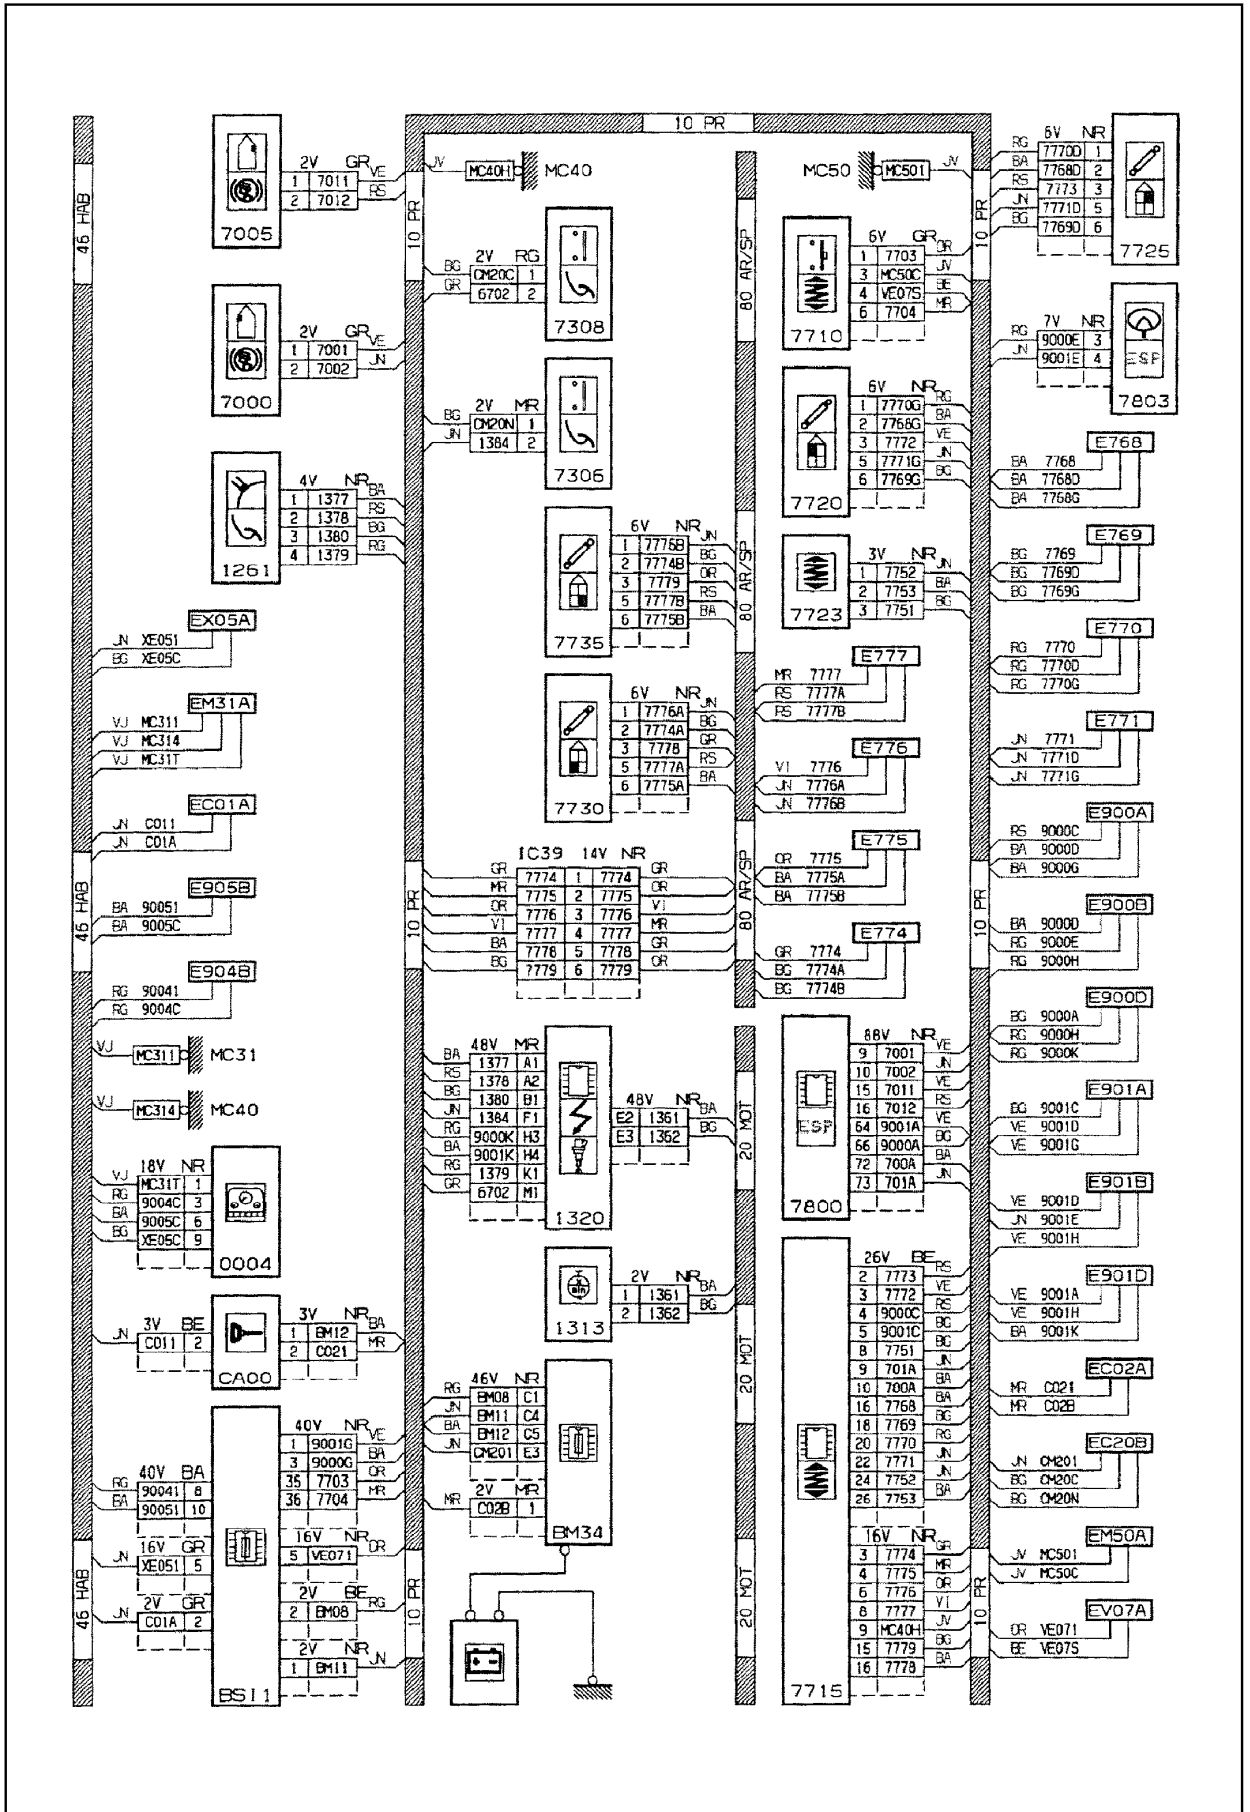 10 PR
46 HAB
7005
2V GR
1 7011 VE
2 7012 RS
7000
2V GR
1 7001 VE
2 7002 JN
1261
4V NR
1 1377 BA
2 1378 RS
3 1380 BG
4 1379 RG
EX05A
JN XE051
BG XE05C
EM31A
VJ MC311
VJ MC314
VJ MC31T
EC01A
JN C011
JN C01A
46 HAB
E905B
BA 90051
BA 9005C
E904B
RG 90041
RG 9004C
VJ MC311 MC31
VJ MC314 MC40
18V NR
VJ MC31T 1
RG 9004C 3
BA 9005C 6
BG XE05C 9
0004
3V BE
JN C011 2
CA00
3V NR
1 BM12 BA
2 C021 MR
40V NR
1 9001G VE
3 9000G BA
35 7703 OR
36 7704 MR
40V BA
RG 90041 8
BA 90051 10
16V NR
5 VE071 OR
16V GR
JN XE051 5
2V BE
2 BM08 RG
2V GR
JN C01A 2
2V NR
1 BM11 JN
BSI1
46 HAB
10 PR
JV MC40H MC40
2V RG
BG CM20C 1
GR 6702 2
7308
2V MR
BG CM20N 1
JN 1384 2
7306
6V NR
1 7775B JN
2 7774B BG
3 7779 OR
5 7777B RS
6 7775B BA
7735
6V NR
1 7776A JN
2 7774A BG
3 7778 GR
5 7777A RS
6 7775A BA
7730
IC39 14V NR
GR 7774 1 7774 GR
MR 7775 2 7775 OR
OR 7776 3 7776 VI
VI 7777 4 7777 MR
BA 7778 5 7778 GR
BG 7779 6 7779 OR
10 PR
48V MR
BA 1377 A1
RS 1378 A2
BG 1380 B1
JN 1384 F1
RG 9000K H3
BA 9001K H4
RG 1379 K1
GR 6702 M1
1320
48V NR
E2 1361 BA
E3 1362 BG
1313
2V NR
1 1361 BA
2 1362 BG
46V NR
RG BM08 C1
JN BM11 C4
BA BM12 C5
JN CM201 E3
2V MR
MR C02B 1
BM34
10 PR
80 AR/SP
80 AR/SP
80 AR/SP
20 MOT
20 MOT
20 MOT
MC50 MC501 JV
7710
6V GR
1 7703 OR
3 MC50C JV
4 VE07S BE
6 7704 MR
7720
6V NR
1 7770G RG
2 7768G BA
3 7772 VE
5 7771G JN
6 7769G BG
7723
3V NR
1 7752 JN
2 7753 BA
3 7751 BG
E777
MR 7777
RS 7777A
RS 7777B
E776
VI 7776
JN 7776A
JN 7776B
E775
OR 7775
BA 7775A
BA 7775B
E774
GR 7774
BG 7774A
BG 7774B
7800
ESP
88V NR
9 7001 VE
10 7002 JN
15 7011 VE
16 7012 RS
64 9001A VE
66 9000A BG
72 700A BA
73 701A JN
7715
26V BE
2 7773 RS
3 7772 VE
4 9000C RS
5 9001C BG
8 7751 BG
9 701A JN
10 700A BA
16 7768 BA
18 7769 BG
20 7770 RG
22 7771 JN
24 7752 JN
26 7753 BA
16V NR
3 7774 GR
4 7775 MR
6 7776 OR
8 7777 VI
9 MC40H JV
15 7779 BG
16 7778 BA
10 PR
10 PR
10 PR
6V NR
RG 7770D 1
BA 7768D 2
RS 7773 3
JN 7771D 5
BG 7769D 6
7725
7V NR
RG 9000E 3
JN 9001E 4
ESP
7803
E768
BA 7768
BA 7768D
BA 7768G
E769
BG 7769
BG 7769D
BG 7769G
E770
RG 7770
RG 7770D
RG 7770G
E771
JN 7771
JN 7771D
JN 7771G
E900A
RS 9000C
BA 9000D
BA 9000G
E900B
BA 9000D
RG 9000E
RG 9000H
E900D
BG 9000A
RG 9000H
RG 9000K
E901A
BG 9001C
VE 9001D
VE 9001G
E901B
VE 9001D
JN 9001E
VE 9001H
E901D
VE 9001A
VE 9001H
BA 9001K
EC02A
MR C021
MR C02B
EC20B
JN CM201
BG CM20C
BG CM20N
EM50A
JV MC501
JV MC50C
EV07A
OR VE071
BE VE07S